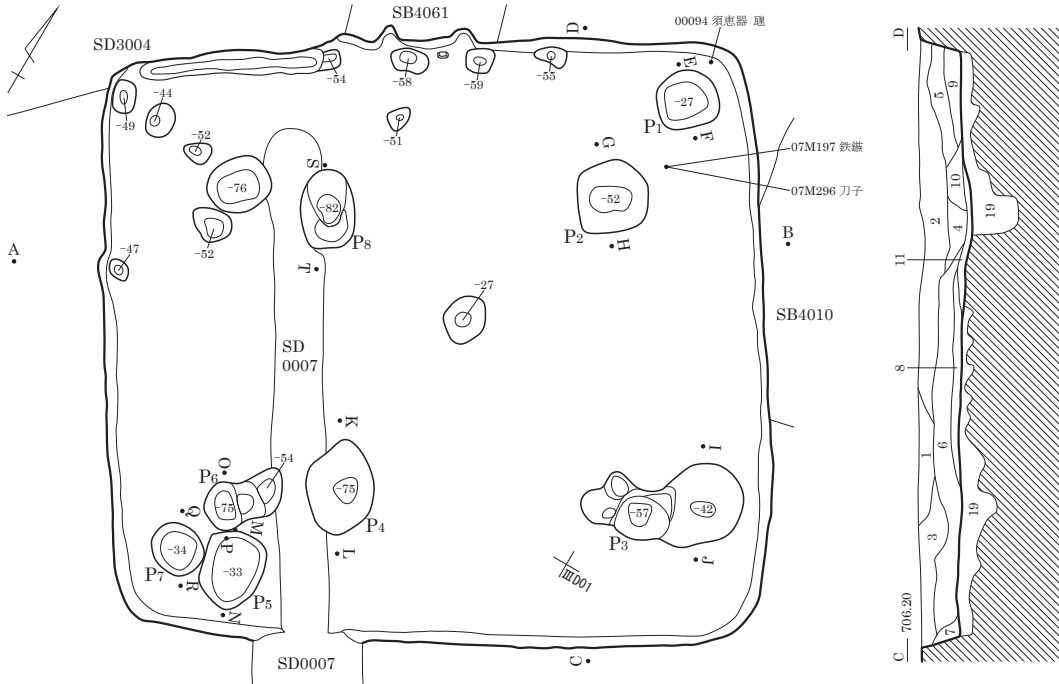 SB4061
SD3004
D
00094 須恵器 𤭯
-54
-58
-59
-55
E
-27
P1
F
-44
-49
-51
-52
G
07M197 鉄鏃
07M296 刀子
S
-76
-82
-52
P8
P2
-52
A
-47
T
H
B
-27
SB4010
SD
0007
K
I
O
-54
P6
Q
-75
M
-75
P4
-57
-42
P3
P
-34
-33
P7
R
P5
N
L
J
ⅢD01
C
SD0007
D
5
9
10
2
4
19
11
8
1
6
3
19
7
C 706.20